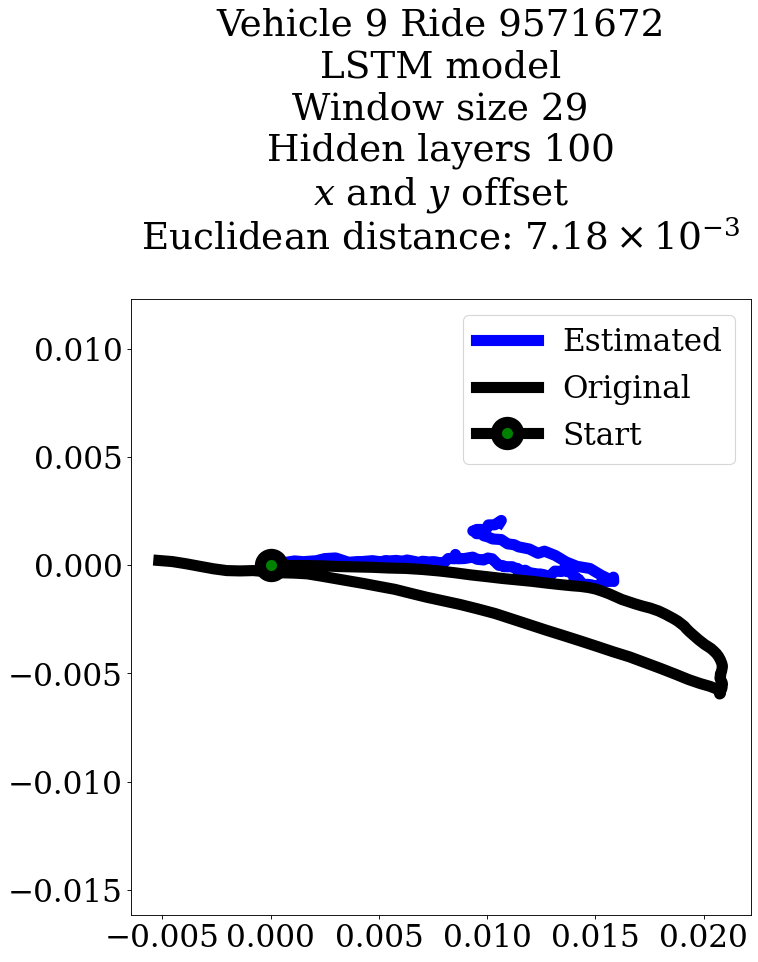 Vehicle 9 Ride 9571672
LSTM model
Window size 29
Hidden layers 100
x and y offset
Euclidean distance: 7.18 × 10⁻³
Estimated
Original
Start
0.010
0.005
0.000
−0.005
−0.010
−0.015
−0.005 0.000 0.005 0.010 0.015 0.020